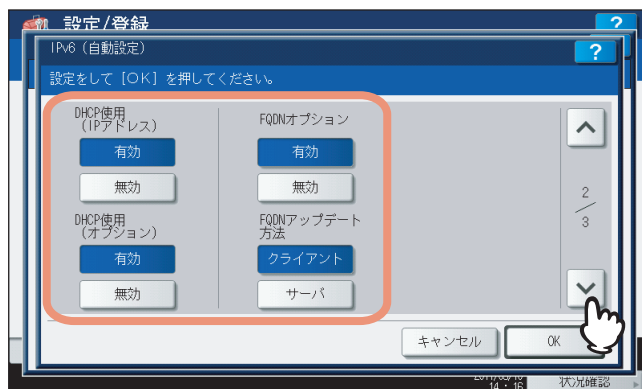 設定/登録
?
IPv6（自動設定）
?
設定をして［OK］を押してください。
DHCP使用
（IPアドレス）
有効
無効
FQDNオプション
有効
無効
DHCP使用
（オプション）
有効
無効
FQDNアップデート
方法
クライアント
サーバ
2
3
キャンセル
OK
14：16
状況確認